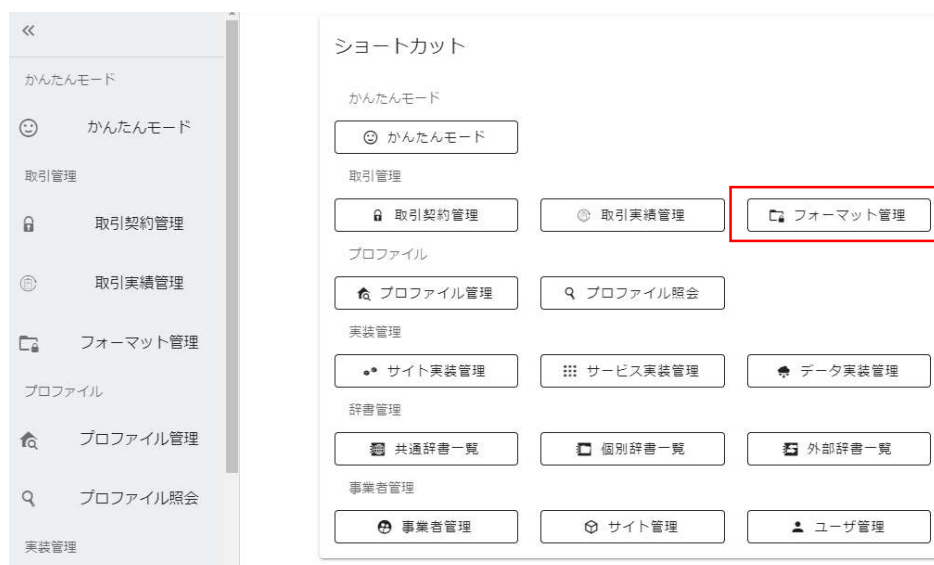 かんたんモード
かんたんモード
取引管理
取引契約管理
取引実績管理
フォーマット管理
プロファイル
プロファイル管理
プロファイル照会
実装管理
ショートカット
かんたんモード
かんたんモード
取引管理
取引契約管理 取引実績管理 フォーマット管理
プロファイル
プロファイル管理 プロファイル照会
実装管理
サイト実装管理 サービス実装管理 データ実装管理
辞書管理
共通辞書一覧 個別辞書一覧 外部辞書一覧
事業者管理
事業者管理 サイト管理 ユーザ管理